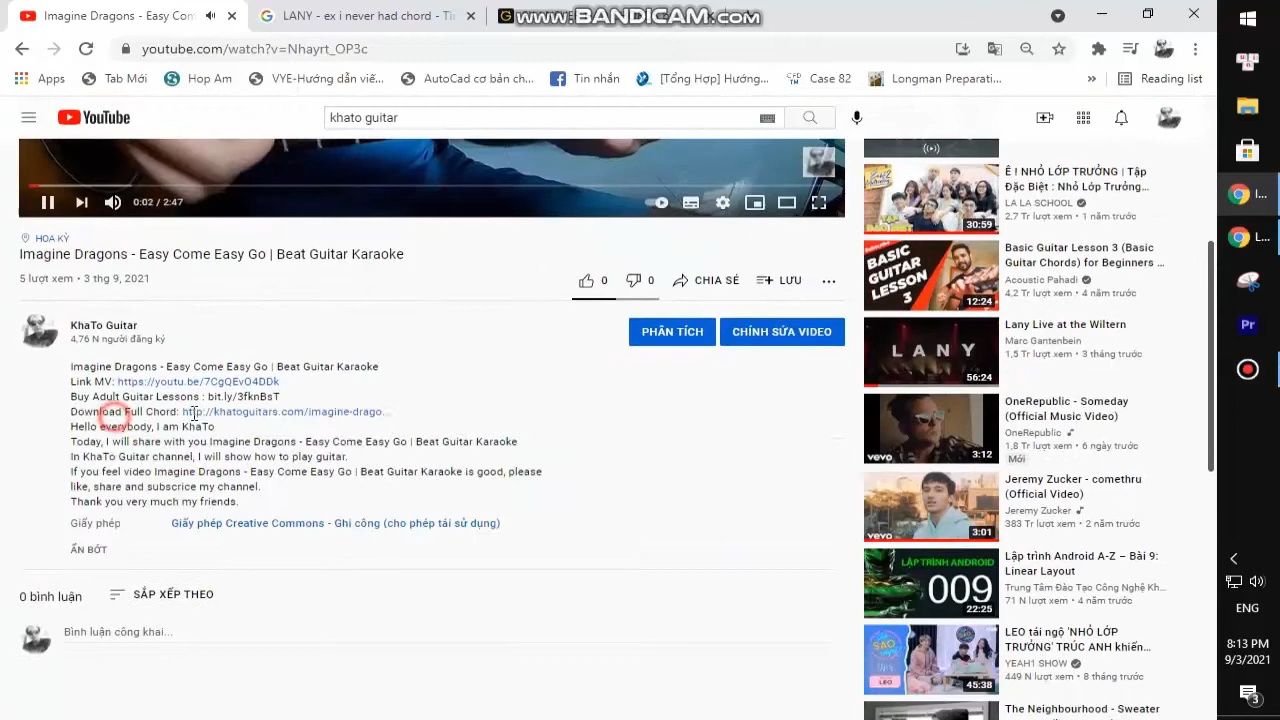 Imagine Dragons - Easy Com
LANY - ex i never had chord - Th
www.BANDICAM.com
youtube.com/watch?v=Nhayrt_OP3c
Apps
Tab Mới
Hop Am
VYE-Hướng dẫn viế...
AutoCad cơ bản ch...
Tin nhắn
[Tổng Hợp] Hướng...
Case 82
Longman Preparati...
Reading list
YouTube
khato guitar
0:02 / 2:47
HOA KỲ
Imagine Dragons - Easy Come Easy Go | Beat Guitar Karaoke
5 lượt xem • 3 thg 9, 2021
0
0
CHIA SẺ
LƯU
KhaTo Guitar
4,76 N người đăng ký
PHÂN TÍCH
CHỈNH SỬA VIDEO
Imagine Dragons - Easy Come Easy Go | Beat Guitar Karaoke
Link MV: https://youtu.be/7CgQEvO4DDk
Buy Adult Guitar Lessons : bit.ly/3fknBsT
Download Full Chord: http://khatoguitars.com/imagine-drago...
Hello everybody, I am KhaTo
Today, I will share with you Imagine Dragons - Easy Come Easy Go | Beat Guitar Karaoke
In KhaTo Guitar channel, I will show how to play guitar.
If you feel video Imagine Dragons - Easy Come Easy Go | Beat Guitar Karaoke is good, please
like, share and subscrice my channel.
Thank you very much my friends.
Giấy phép
Giấy phép Creative Commons - Ghi công (cho phép tái sử dụng)
ẨN BỚT
0 bình luận
SẮP XẾP THEO
Bình luận công khai...
30:59
Ê ! NHỎ LỚP TRƯỞNG | Tập
Đặc Biệt : Nhỏ Lớp Trưởng...
LA LA SCHOOL
2,7 Tr lượt xem • 1 năm trước
BASIC
GUITAR
LESSON
3
12:24
Basic Guitar Lesson 3 (Basic
Guitar Chords) for Beginners ...
Acoustic Pahadi
4,2 Tr lượt xem • 4 năm trước
LANY
56:24
Lany Live at the Wiltern
Marc Gantenbein
1,5 Tr lượt xem • 3 tháng trước
vevo
3:12
OneRepublic - Someday
(Official Music Video)
OneRepublic
1,8 Tr lượt xem • 6 ngày trước
Mới
vevo
3:01
Jeremy Zucker - comethru
(Official Video)
Jeremy Zucker
383 Tr lượt xem • 2 năm trước
LẬP TRÌNH ANDROID
009
22:25
Lập trình Android A-Z – Bài 9:
Linear Layout
Trung Tâm Đào Tạo Công Nghệ Kh...
71 N lượt xem • 4 năm trước
LEO
45:38
LEO tái ngộ 'NHỎ LỚP
TRƯỞNG' TRÚC ANH khiến...
YEAH1 SHOW
449 N lượt xem • 8 tháng trước
The Neighbourhood - Sweater
I...
L...
Pr
ENG
8:13 PM
9/3/2021
3